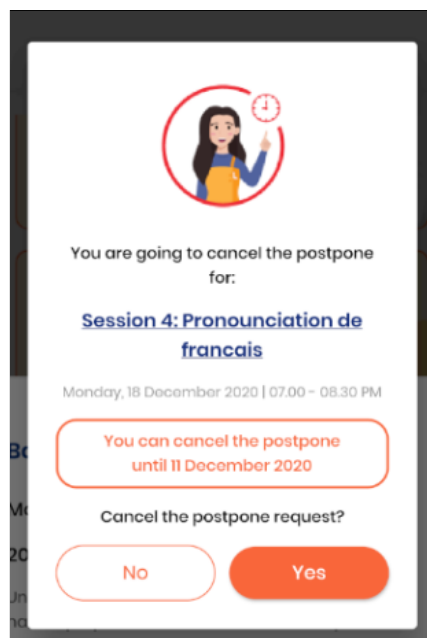 You are going to cancel the postpone
for:
Session 4: Pronounciation de
francais
Monday, 18 December 2020 | 07.00 - 08.30 PM
You can cancel the postpone
until 11 December 2020
Cancel the postpone request?
No
Yes